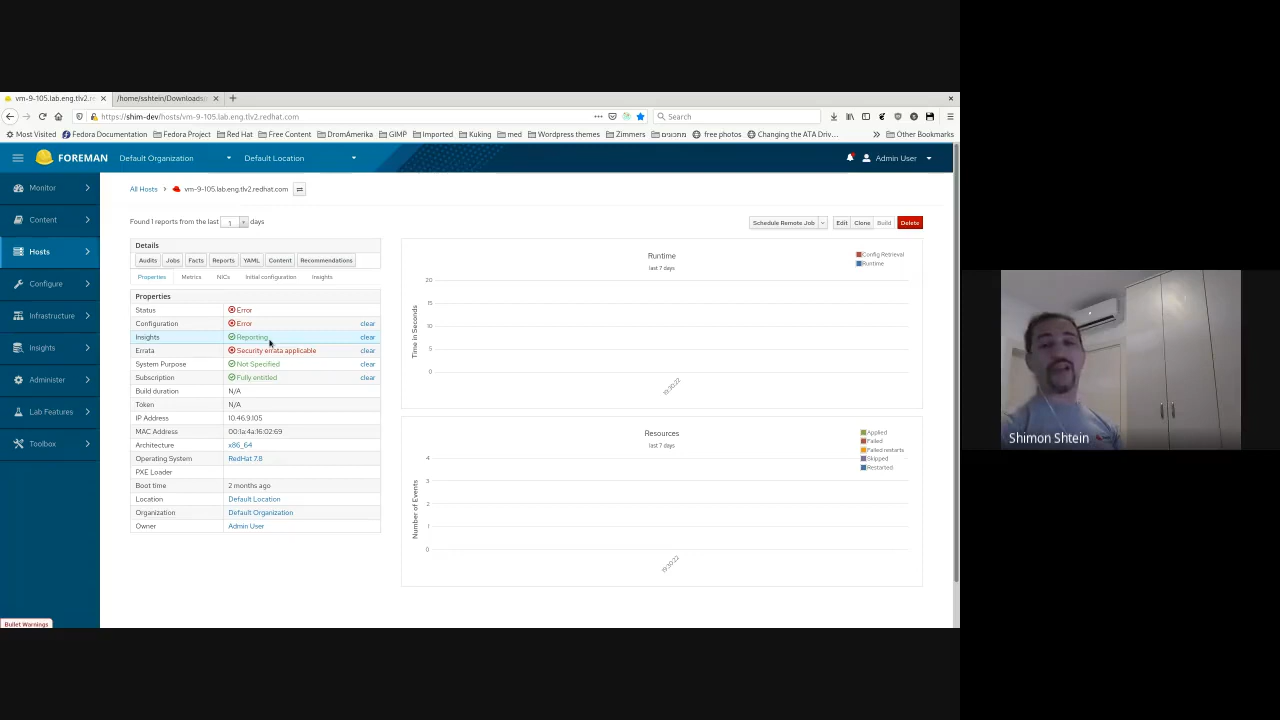 vm-9-105.lab.eng.tlv2.re
/home/sshtein/Downloads/
https://shim-dev/hosts/vm-9-105.lab.eng.tlv2.redhat.com
Search
Most Visited Fedora Documentation Fedora Project Red Hat Free Content DromAmerika GIMP Imported Kuking med Wordpress themes Zimmers מתכונים free photos Changing the ATA Driv... Other Bookmarks
FOREMAN Default Organization Default Location Admin User
Monitor
Content
Hosts
Configure
Infrastructure
Insights
Administer
Lab Features
Toolbox
All Hosts vm-9-105.lab.eng.tlv2.redhat.com
Found 1 reports from the last 1 days
Schedule Remote Job Edit Clone Build Delete
Details
Audits Jobs Facts Reports YAML Content Recommendations
Properties Metrics NICs Initial configuration Insights
Properties
Status Error
Configuration Error clear
Insights Reporting clear
Errata Security errata applicable clear
System Purpose Not Specified clear
Subscription Fully entitled clear
Build duration N/A
Token N/A
IP Address 10.46.9.105
MAC Address 00:1a:4a:16:02:69
Architecture x86_64
Operating System RedHat 7.8
PXE Loader
Boot time 2 months ago
Location Default Location
Organization Default Organization
Owner Admin User
Runtime
last 7 days
Config Retrieval
Runtime
Time in Seconds
20
15
10
5
0
19:30:22
Resources
last 7 days
Applied
Failed
Failed restarts
Skipped
Restarted
Number of Events
4
3
2
1
0
19:30:22
Bullet Warnings
Shimon Shtein